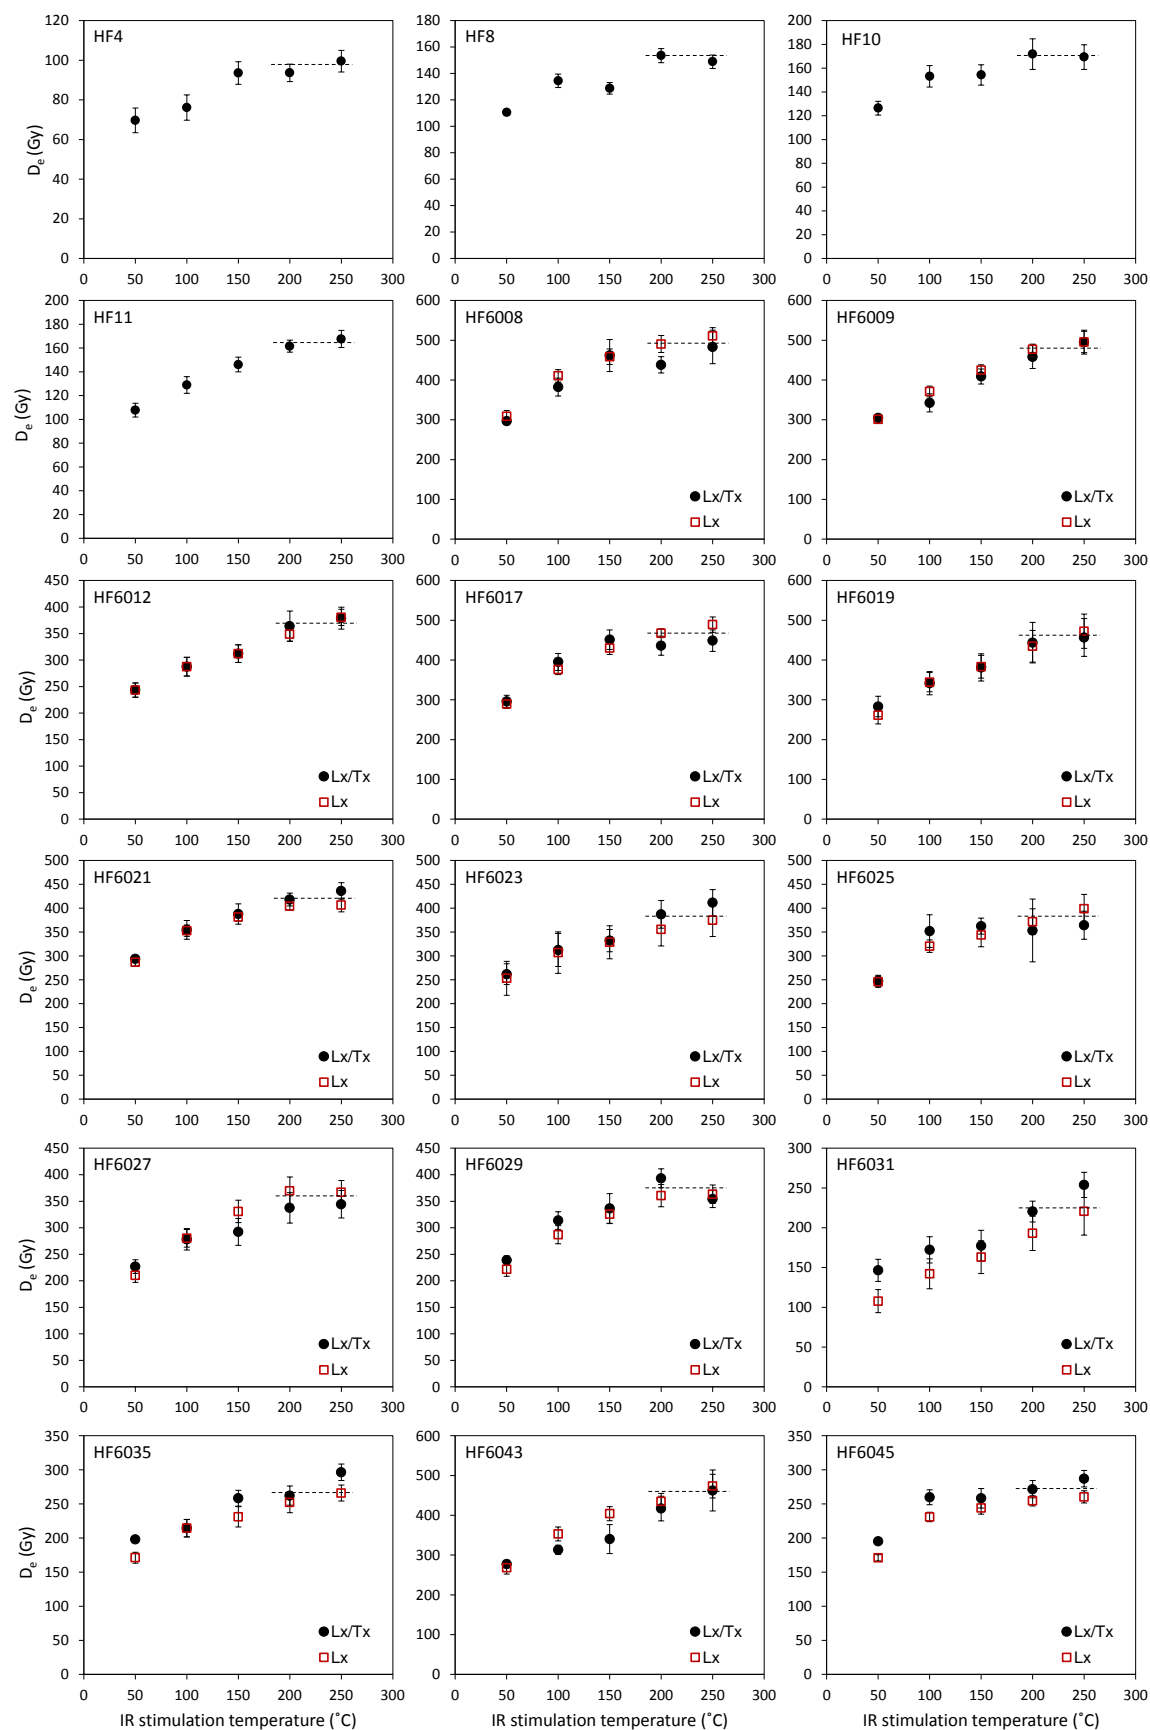 HF4
HF8
HF10
120
100
80
60
40
20
0
180
160
140
120
100
80
60
40
20
0
200
180
160
140
120
100
80
60
40
20
0
Dₑ (Gy)
0 50 100 150 200 250 300
0 50 100 150 200 250 300
0 50 100 150 200 250 300
HF11
HF6008
HF6009
200
180
160
140
120
100
80
60
40
20
0
600
500
400
300
200
100
0
600
500
400
300
200
100
0
Dₑ (Gy)
Lx/Tx
Lx
Lx/Tx
Lx
0 50 100 150 200 250 300
0 50 100 150 200 250 300
0 50 100 150 200 250 300
HF6012
HF6017
HF6019
450
400
350
300
250
200
150
100
50
0
600
500
400
300
200
100
0
600
500
400
300
200
100
0
Dₑ (Gy)
Lx/Tx
Lx
Lx/Tx
Lx
Lx/Tx
Lx
0 50 100 150 200 250 300
0 50 100 150 200 250 300
0 50 100 150 200 250 300
HF6021
HF6023
HF6025
500
450
400
350
300
250
200
150
100
50
0
500
450
400
350
300
250
200
150
100
50
0
500
450
400
350
300
250
200
150
100
50
0
Dₑ (Gy)
Lx/Tx
Lx
Lx/Tx
Lx
Lx/Tx
Lx
0 50 100 150 200 250 300
0 50 100 150 200 250 300
0 50 100 150 200 250 300
HF6027
HF6029
HF6031
450
400
350
300
250
200
150
100
50
0
450
400
350
300
250
200
150
100
50
0
300
250
200
150
100
50
0
Dₑ (Gy)
Lx/Tx
Lx
Lx/Tx
Lx
Lx/Tx
Lx
0 50 100 150 200 250 300
0 50 100 150 200 250 300
0 50 100 150 200 250 300
HF6035
HF6043
HF6045
350
300
250
200
150
100
50
0
600
500
400
300
200
100
0
350
300
250
200
150
100
50
0
Dₑ (Gy)
Lx/Tx
Lx
Lx/Tx
Lx
Lx/Tx
Lx
0 50 100 150 200 250 300
0 50 100 150 200 250 300
0 50 100 150 200 250 300
IR stimulation temperature (˚C)
IR stimulation temperature (˚C)
IR stimulation temperature (˚C)